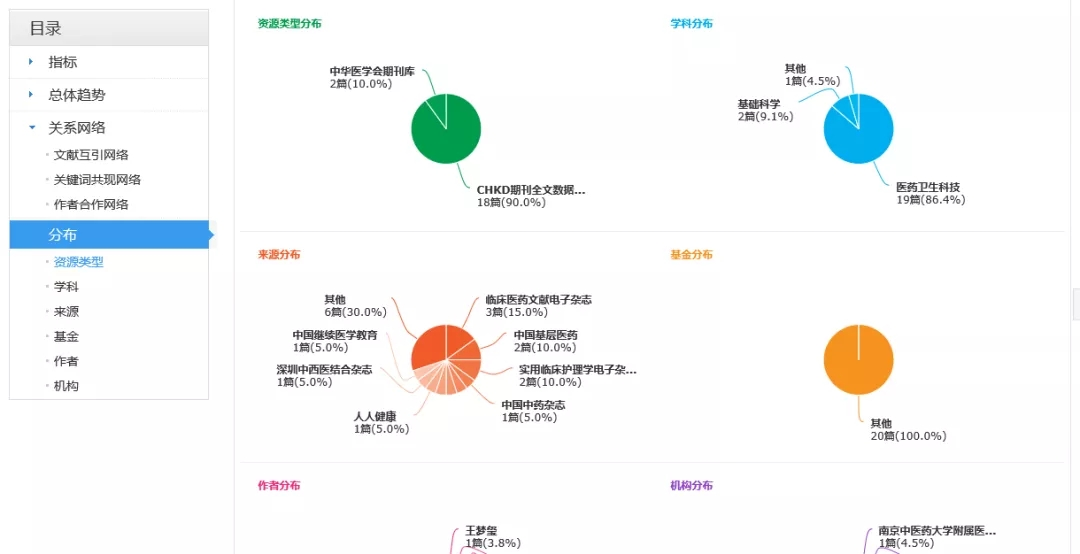 目录
指标
总体趋势
关系网络
文献互引网络
关键词共现网络
作者合作网络
分布
资源类型
学科
来源
基金
作者
机构
资源类型分布
中华医学会期刊库
2篇(10.0%)
CHKD期刊全文数据...
18篇(90.0%)
学科分布
其他
1篇(4.5%)
基础科学
2篇(9.1%)
医药卫生科技
19篇(86.4%)
来源分布
其他
6篇(30.0%)
临床医药文献电子杂志
3篇(15.0%)
中国继续医学教育
1篇(5.0%)
中国基层医药
2篇(10.0%)
深圳中西医结合杂志
1篇(5.0%)
实用临床护理学电子杂...
2篇(10.0%)
人人健康
1篇(5.0%)
中国中药杂志
1篇(5.0%)
基金分布
其他
20篇(100.0%)
作者分布
王梦玺
1篇(3.8%)
机构分布
南京中医药大学附属医...
1篇(4.5%)